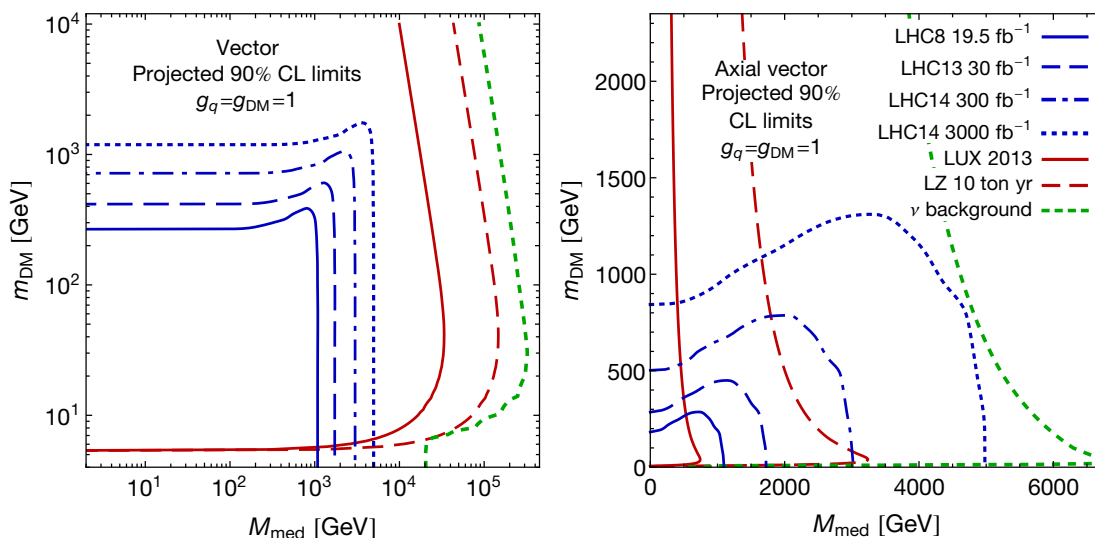 Vector
Projected 90% CL limits
g_q=g_DM=1
10^4
10^3
10^2
10^1
m_DM [GeV]
10^1
10^2
10^3
10^4
10^5
M_med [GeV]
Axial vector
Projected 90%
CL limits
g_q=g_DM=1
LHC8 19.5 fb^−1
LHC13 30 fb^−1
LHC14 300 fb^−1
LHC14 3000 fb^−1
LUX 2013
LZ 10 ton yr
ν background
2000
1500
1000
500
0
m_DM [GeV]
0
2000
4000
6000
M_med [GeV]